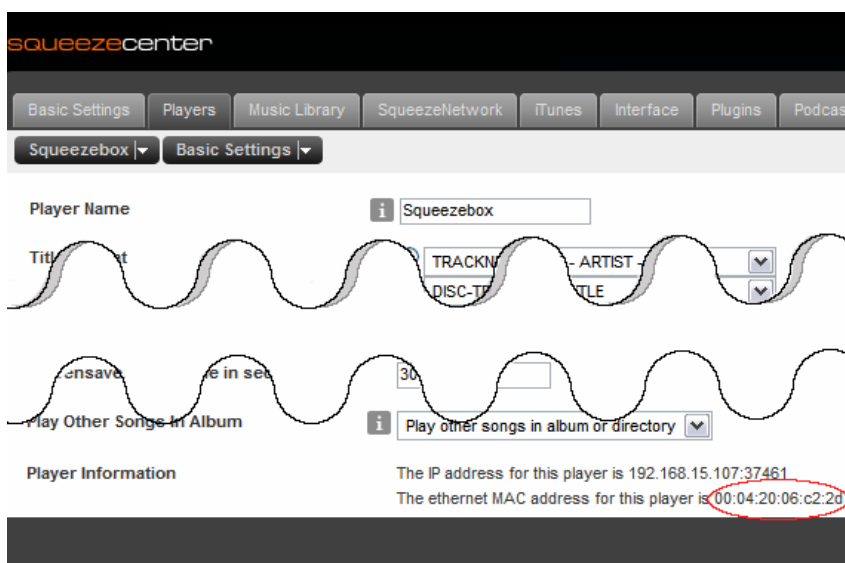 squeezecenter
Basic Settings Players Music Library SqueezeNetwork iTunes Interface Plugins
Squeezebox Basic Settings
Player Name i Squeezebox
ARTIST -
in
30
Play Other Songs In Album i Play other songs in album or directory
Player Information The IP address for this player is 192.168.15.107:37461
The ethernet MAC address for this player is 00:04:20:06:c2:2d